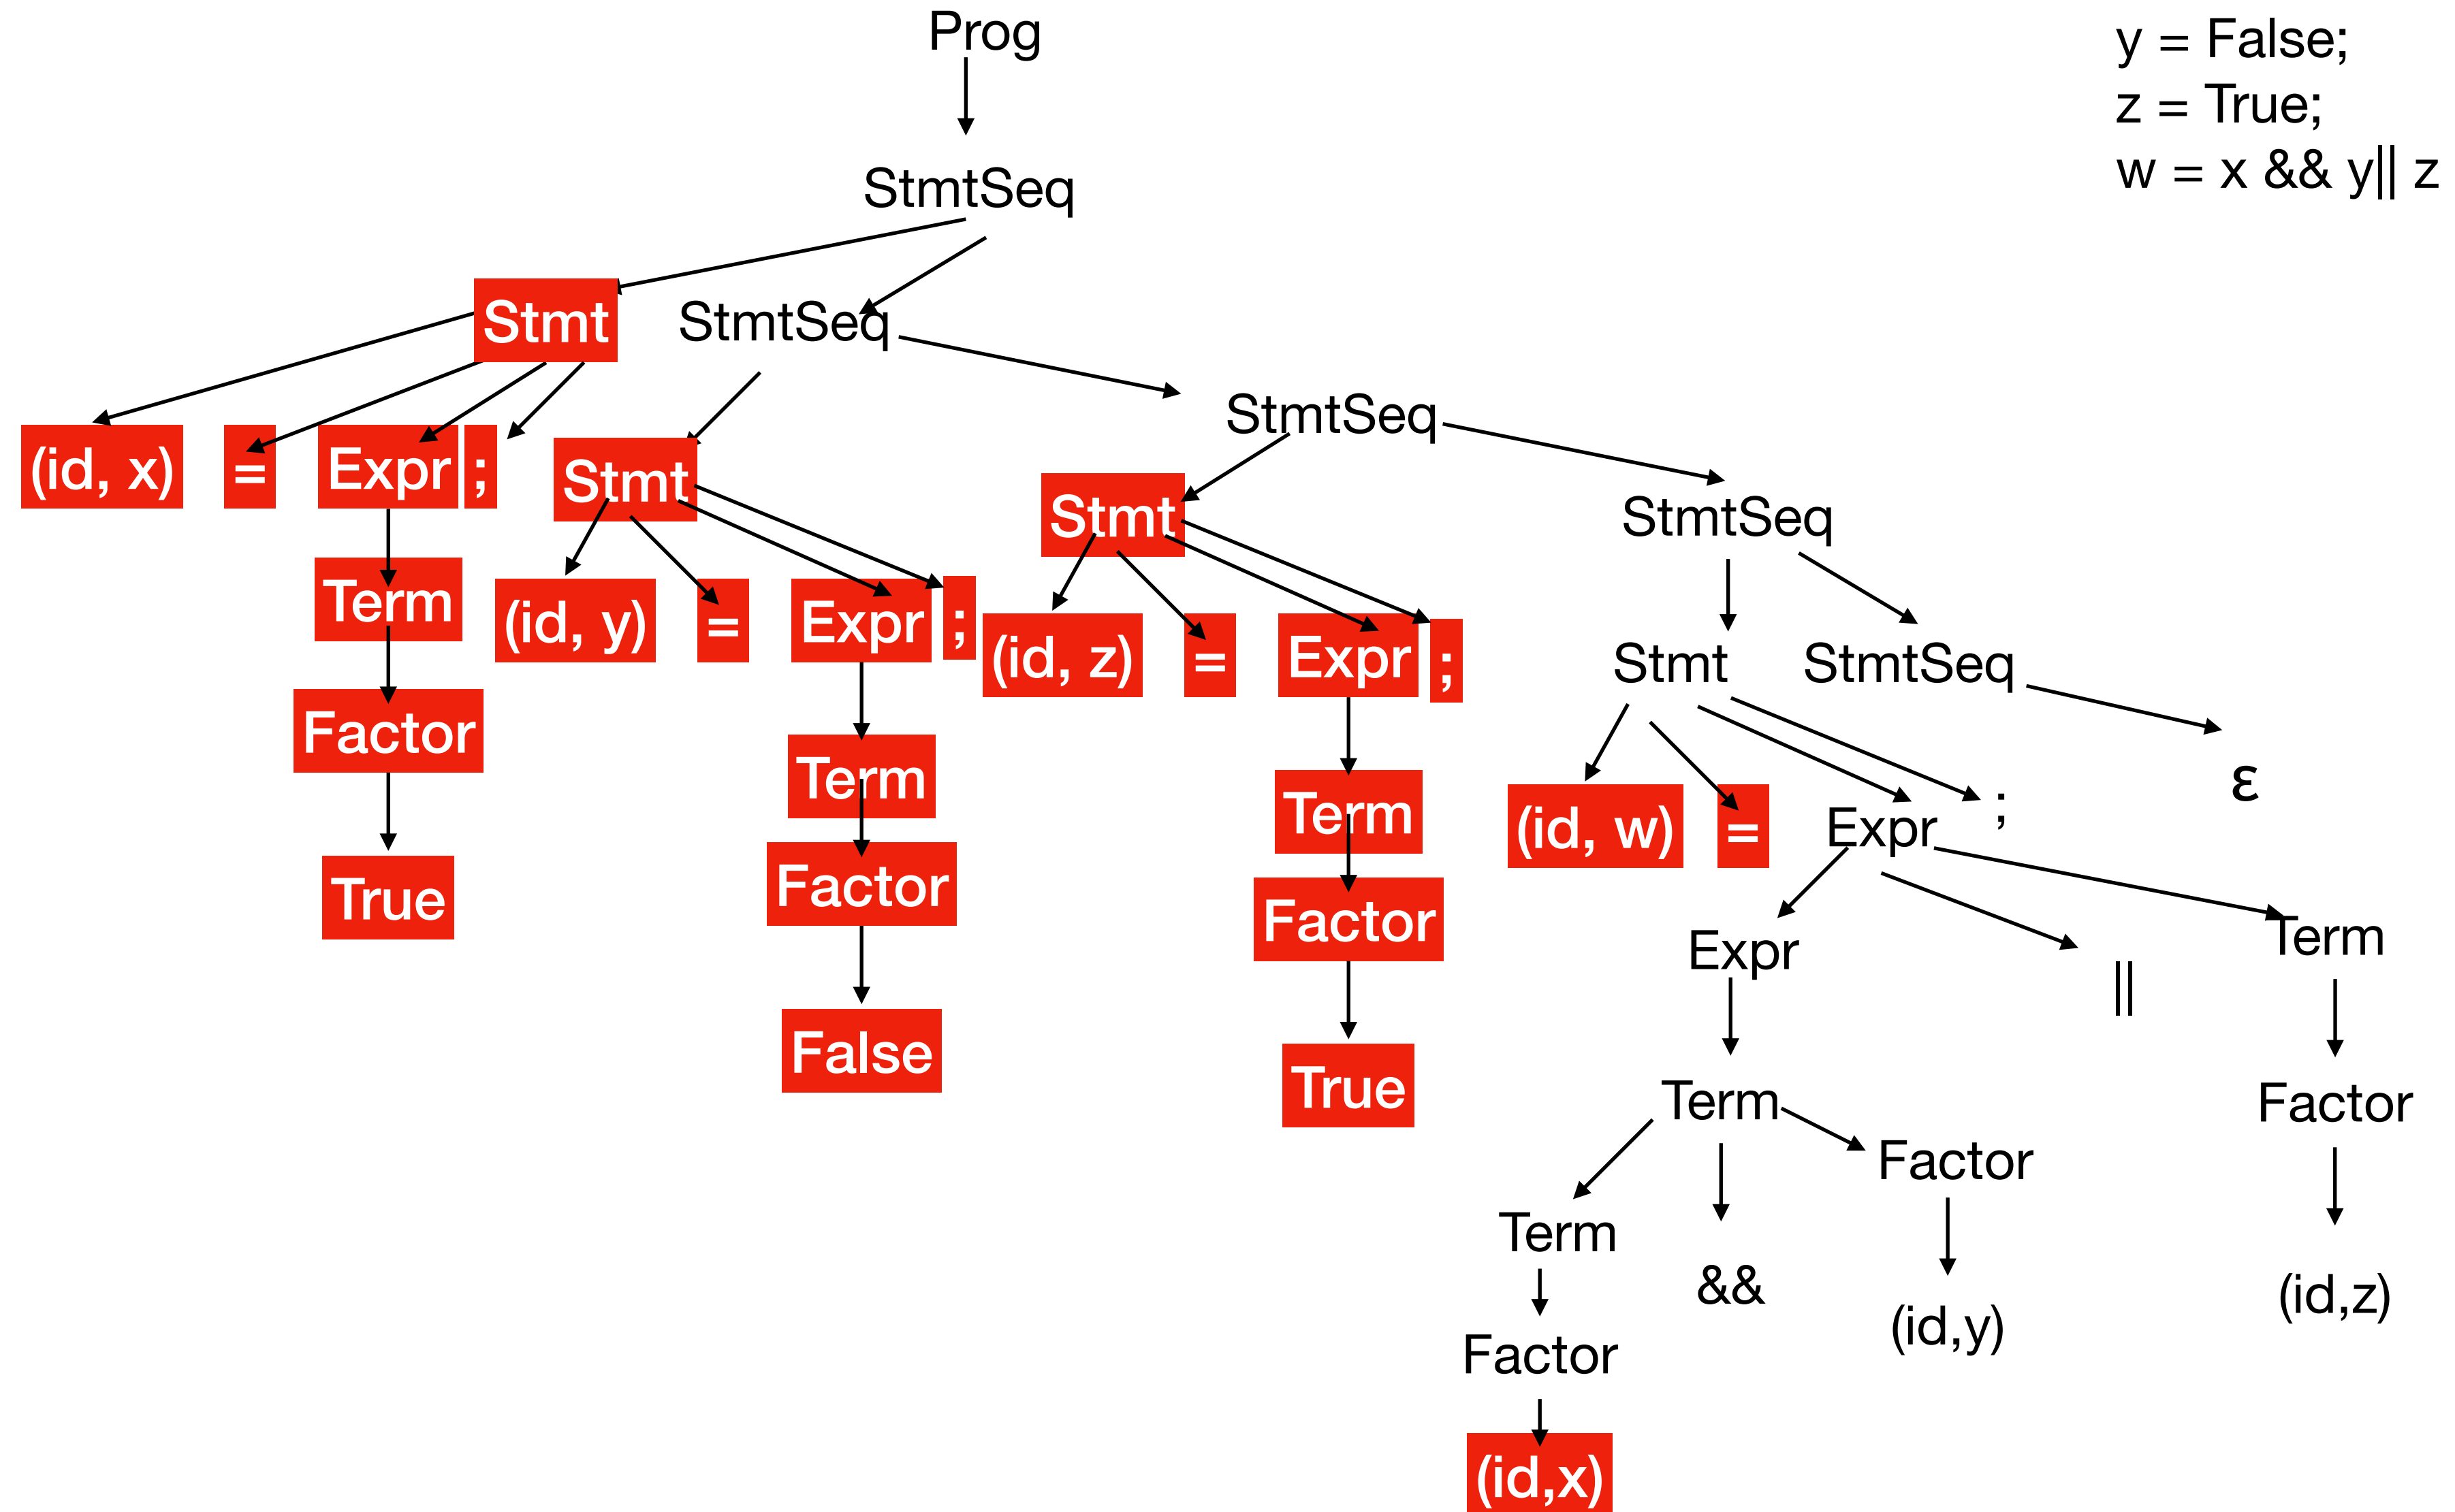 Prog
y = False;
z = True;
w = x && y|| z
StmtSeq
Stmt
StmtSeq
StmtSeq
(id, x)
=
Expr
;
Stmt
Stmt
StmtSeq
Term
(id, y)
=
Expr
;
(id, z)
=
Expr
;
Stmt
StmtSeq
Factor
Term
Term
(id, w)
=
Expr
;
ε
True
Factor
Factor
Expr
||
Term
False
True
Term
Factor
Factor
Term
&&
(id,y)
(id,z)
Factor
(id,x)